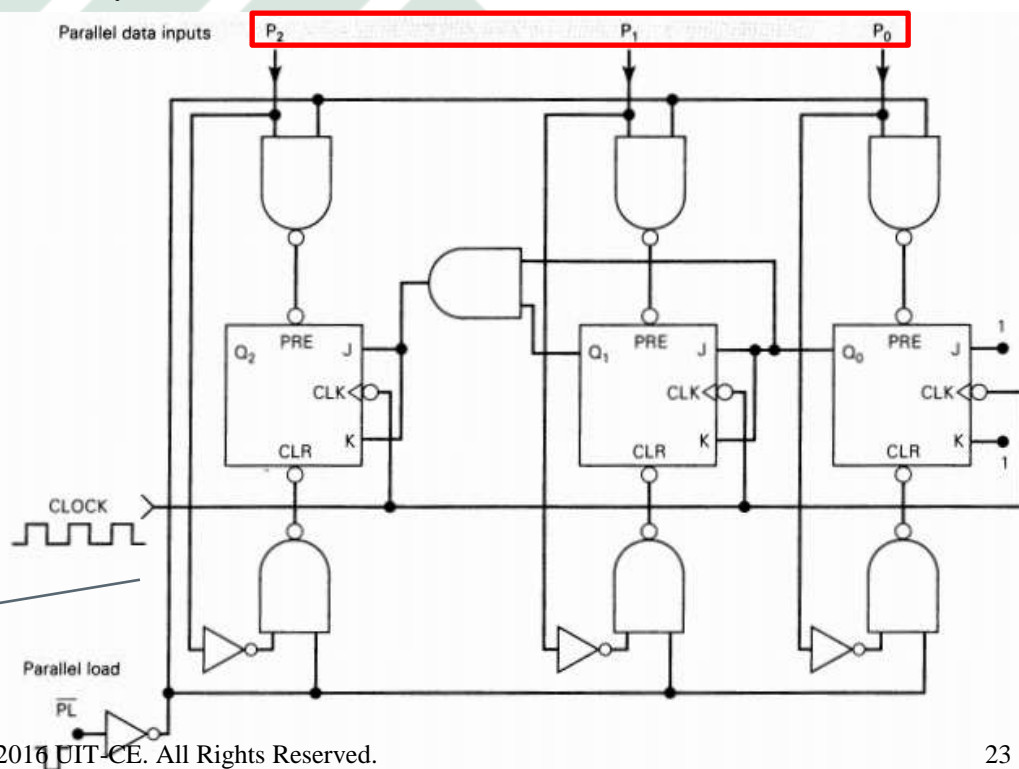 Parallel data inputs P₂ P₁ P₀
1
Q₂ PRE J Q₁ PRE J Q₀ PRE J
CLK CLK CLK
K K K
CLR CLR CLR
1
CLOCK
Parallel load
P̅L̅
2016 UIT-CE. All Rights Reserved. 23